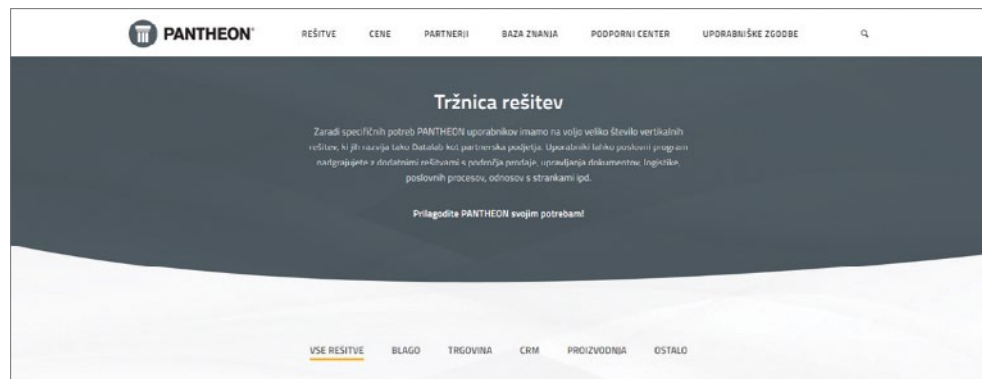 PANTHEON®
REŠITVE CENE PARTNERJI BAZA ZNANJA PODPORNI CENTER UPORABNIŠKE ZGODBE
Tržnica rešitev
Zaradi specifičnih potreb PANTHEON uporabnikov imamo na voljo veliko število vertikalnih
rešitev, ki jih razvija tako Datalab kot partnerska podjetja. Uporabniki lahko poslovni program
nadgrajujete z dodatnimi rešitvami s področja prodaje, upravljanja dokumentov, logistike,
poslovnih procesov, odnosov s strankami ipd.
Prilagodite PANTHEON svojim potrebam!
VSE REŠITVE BLAGO TRGOVINA CRM PROIZVODNJA OSTALO